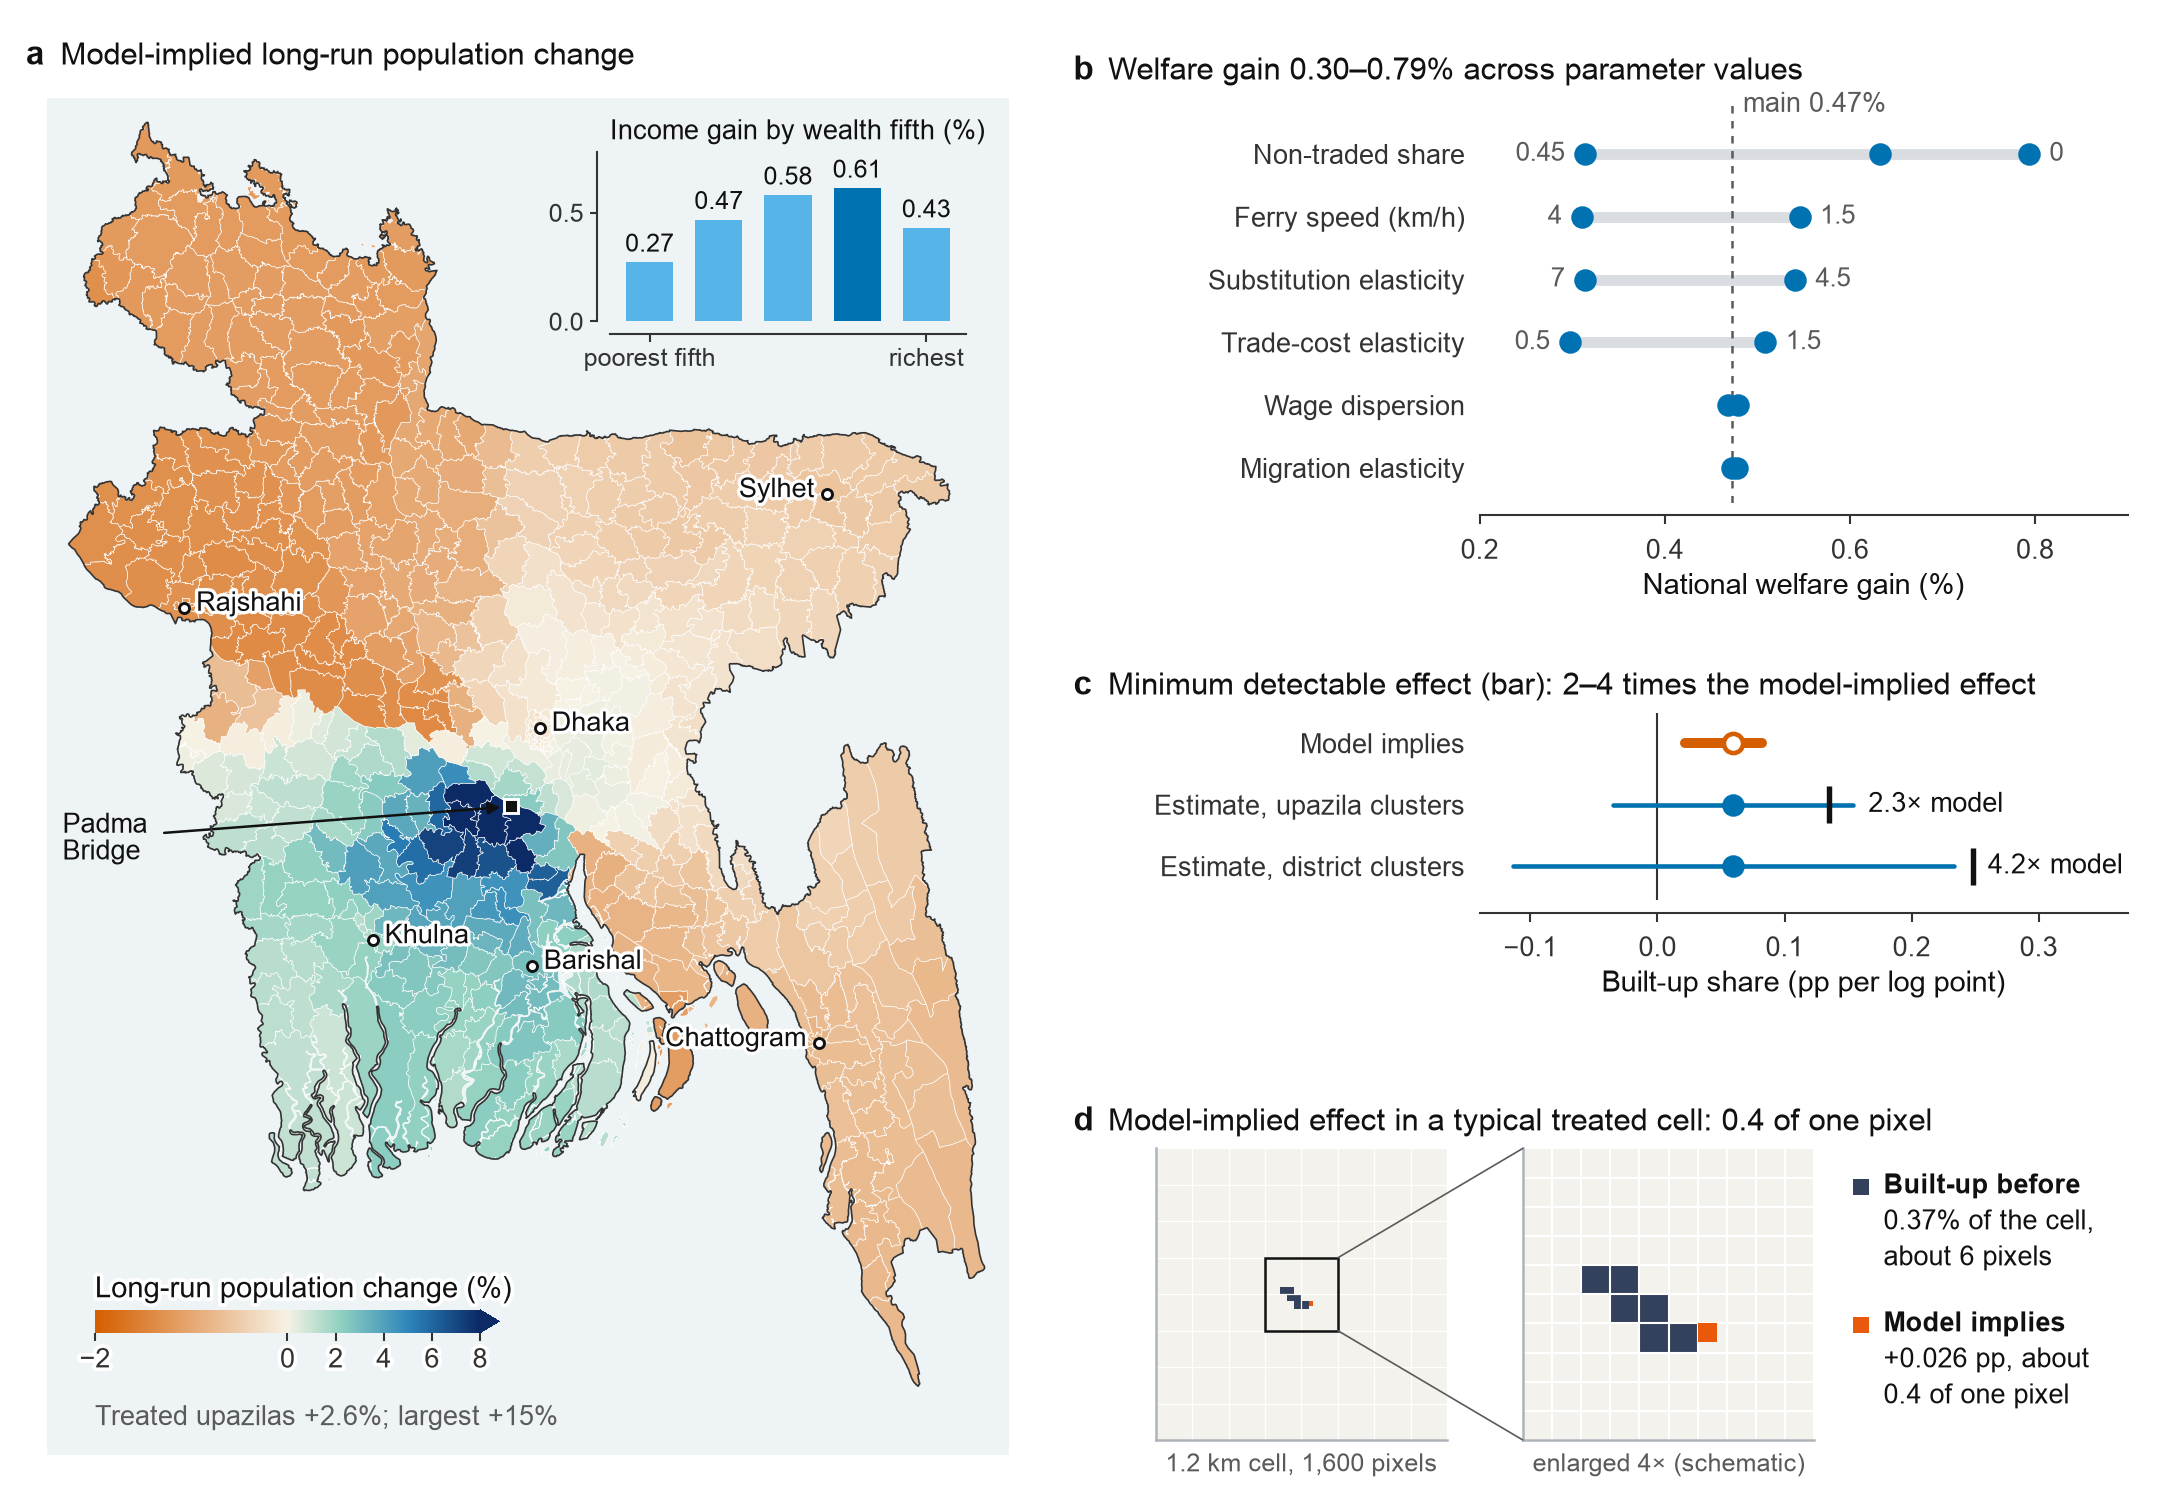 a Model-implied long-run population change
Income gain by wealth fifth (%)
0.61
0.58
0.47
0.43
0.27
0.5
0.0
poorest fifth
richest
Sylhet
Rajshahi
Dhaka
Padma
Bridge
Khulna
Barishal
Chattogram
Long-run population change (%)
−2 0 2 4 6 8
Treated upazilas +2.6%; largest +15%
b Welfare gain 0.30–0.79% across parameter values
main 0.47%
Non-traded share 0.45 0
Ferry speed (km/h) 4 1.5
Substitution elasticity 7 4.5
Trade-cost elasticity 0.5 1.5
Wage dispersion
Migration elasticity
0.2 0.4 0.6 0.8
National welfare gain (%)
c Minimum detectable effect (bar): 2–4 times the model-implied effect
Model implies
Estimate, upazila clusters 2.3× model
Estimate, district clusters 4.2× model
−0.1 0.0 0.1 0.2 0.3
Built-up share (pp per log point)
d Model-implied effect in a typical treated cell: 0.4 of one pixel
Built-up before
0.37% of the cell,
about 6 pixels
Model implies
+0.026 pp, about
0.4 of one pixel
1.2 km cell, 1,600 pixels
enlarged 4× (schematic)